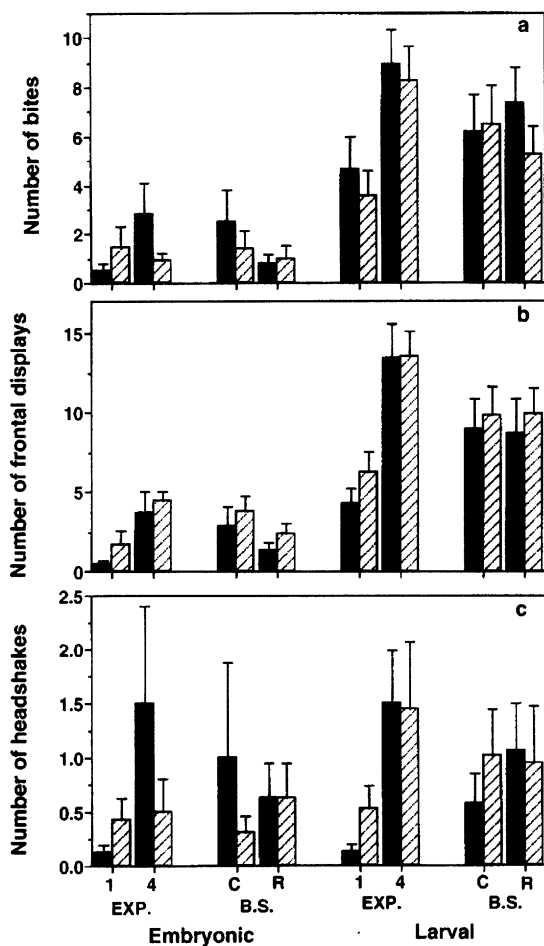 a
10
8
6
4
2
0
Number of bites
b
15
10
5
0
Number of frontal displays
c
2.5
2.0
1.5
1.0
0.5
0.0
Number of headshakes
1 4 C R 1 4 C R
EXP. B.S. EXP. B.S.
Embryonic Larval